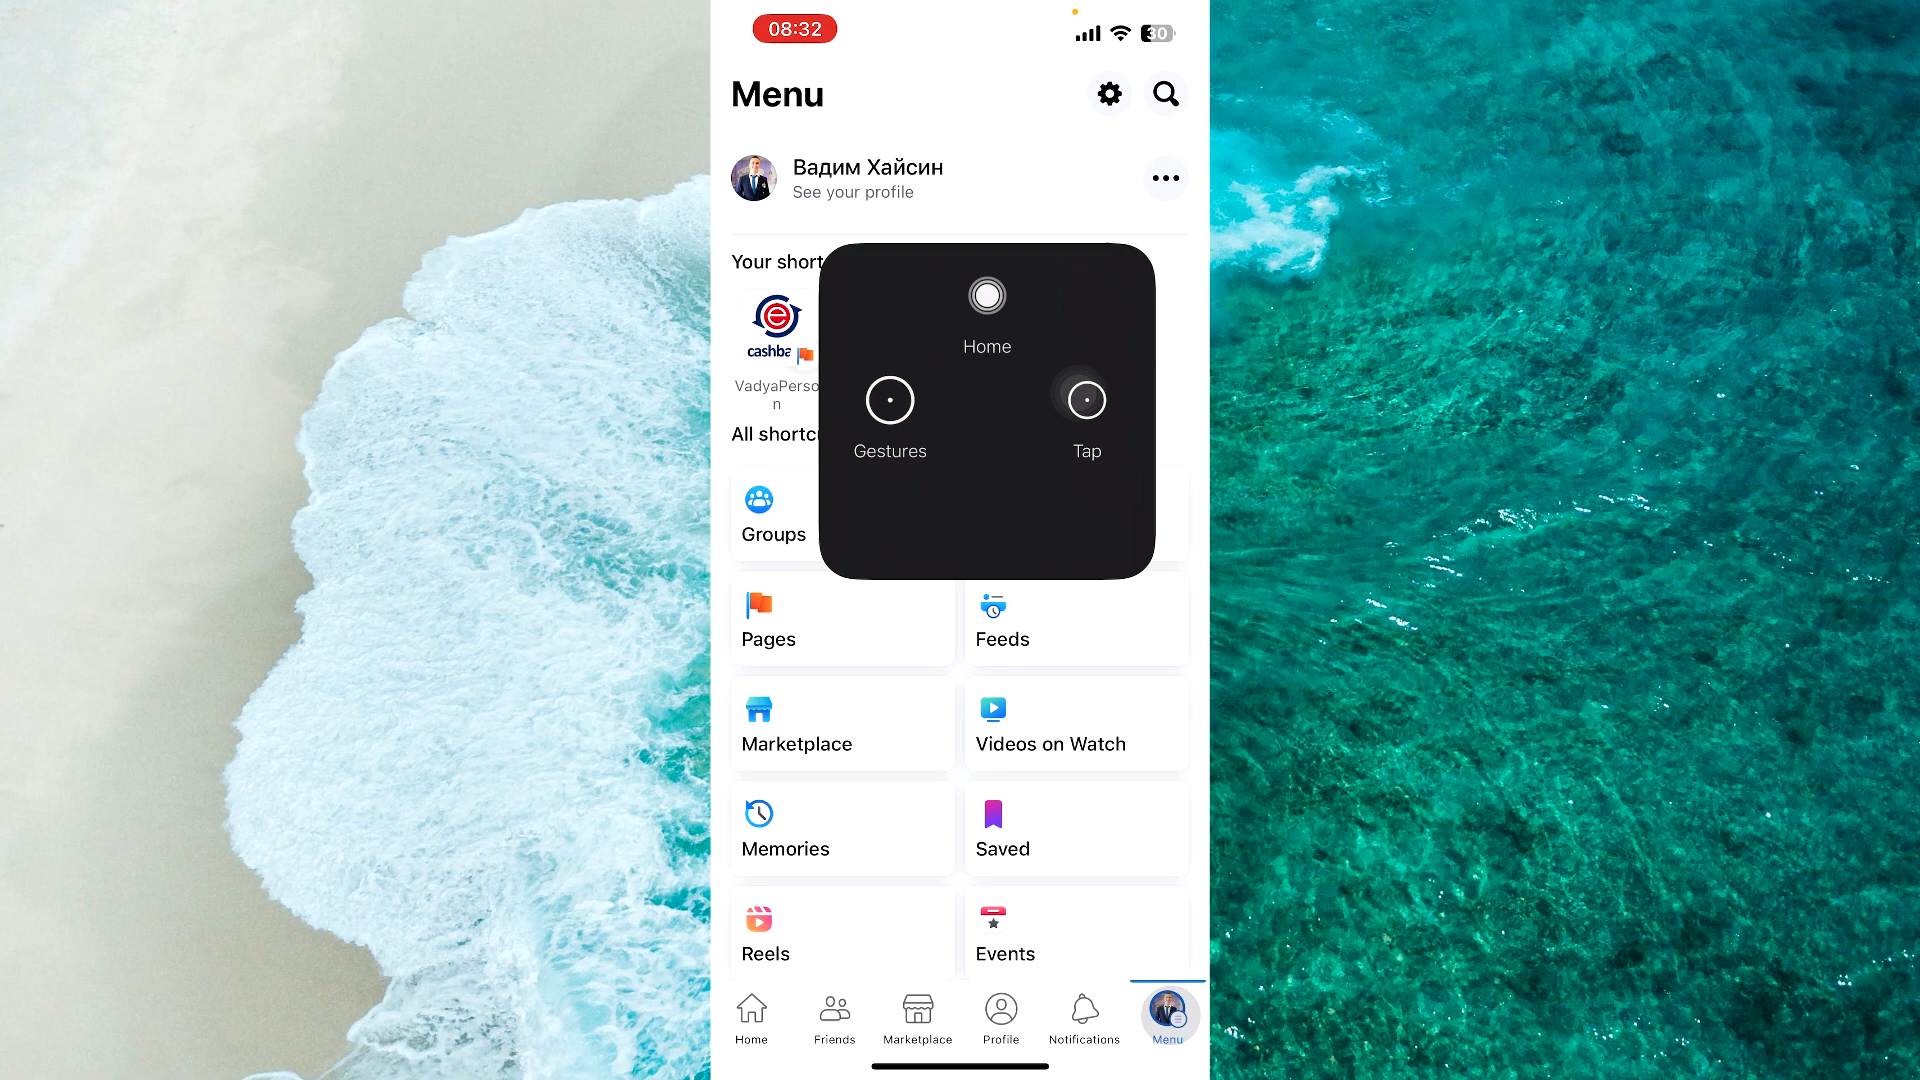 08:32
30
Menu
Вадим Хайсин
See your profile
Your short
e
cashba
VadyaPerso
n
All shortcu
Home
Gestures
Tap
Groups
Pages
Feeds
Marketplace
Videos on Watch
Memories
Saved
Reels
Events
Home
Friends
Marketplace
Profile
Notifications
Menu